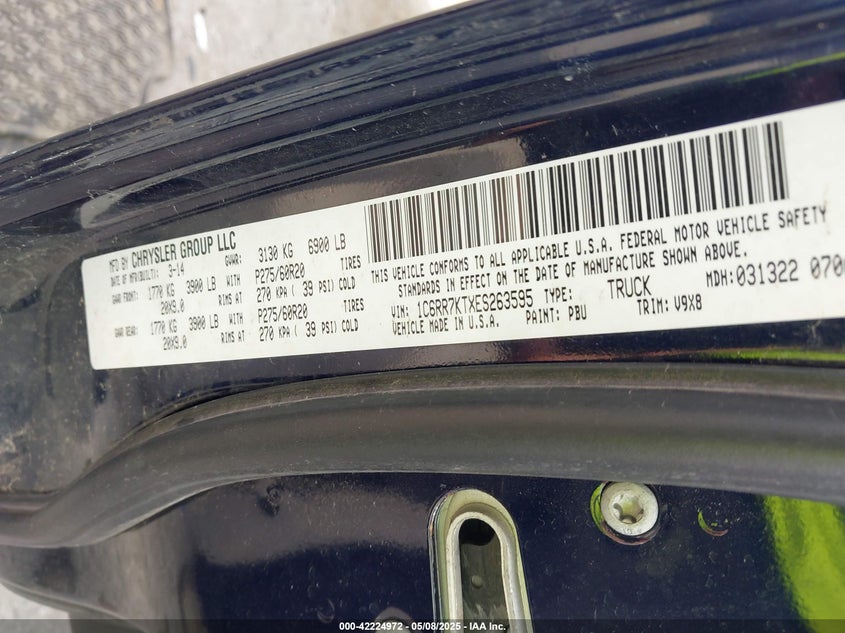 MFD BY CHRYSLER GROUP LLC
DATE OF MFR(BUILT): 3-14 GWVR: 3130 KG 6900 LB
GAWR FRONT: 1770 KG 3900 LB WITH P275/60R20 TIRES
20X9.0 RIMS AT 270 KPA ( 39 PSI) COLD
GAWR REAR: 1770 KG 3900 LB WITH P275/60R20 TIRES
20X9.0 RIMS AT 270 KPA ( 39 PSI) COLD
THIS VEHICLE CONFORMS TO ALL APPLICABLE U.S.A. FEDERAL MOTOR VEHICLE SAFETY
STANDARDS IN EFFECT ON THE DATE OF MANUFACTURE SHOWN ABOVE.
VIN: 1C6RR7KTXES263595 TYPE: TRUCK MDH: 031322 070
VEHICLE MADE IN U.S.A. PAINT: PBU TRIM: V9X8
000-42224972 - 05/08/2025 - IAA Inc.